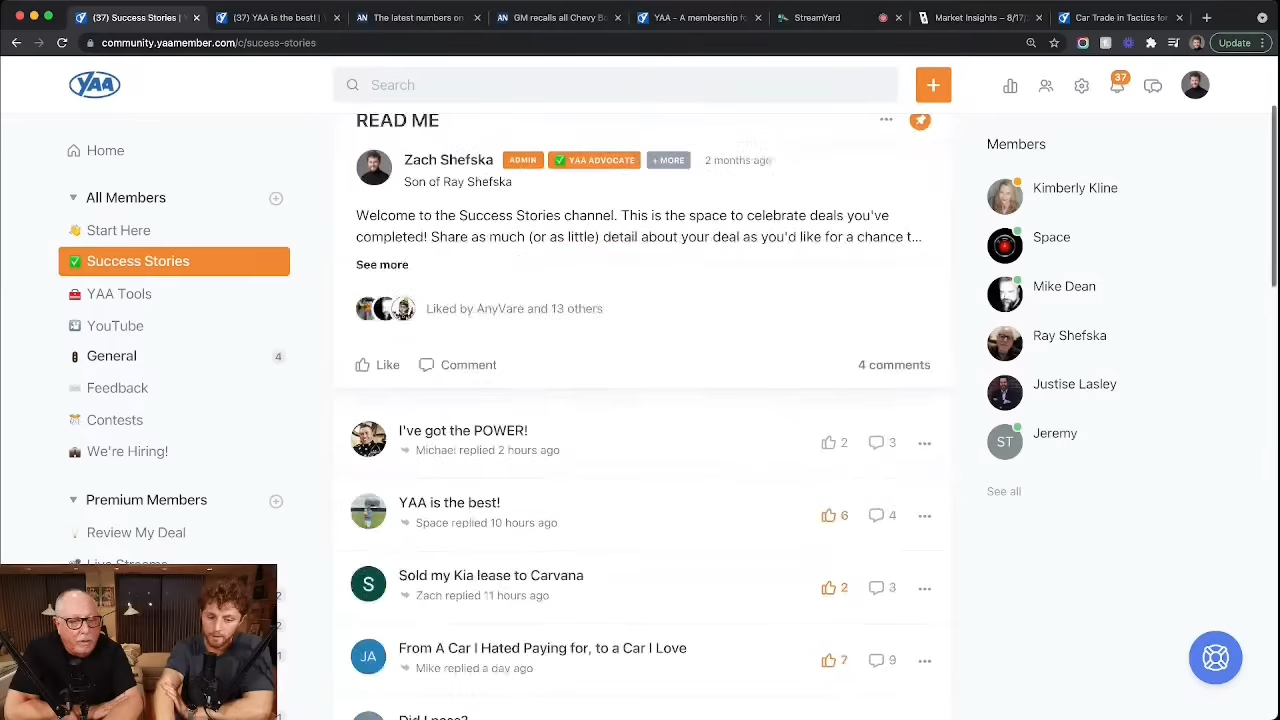 (37) Success Stories |
(37) YAA is the best! |
AN The latest numbers on
AN GM recalls all Chevy Bo
YAA - A membership fo
StreamYard
Market Insights – 8/17/2
Car Trade in Tactics for
community.yaamember.com/c/sucess-stories
Update
YAA
Search
37
Home
All Members
Start Here
Success Stories
YAA Tools
YouTube
General
4
Feedback
Contests
We're Hiring!
Premium Members
Review My Deal
Live Streams
2
2
1
1
READ ME
Zach Shefska
ADMIN
YAA ADVOCATE
+ MORE
2 months ago
Son of Ray Shefska
Welcome to the Success Stories channel. This is the space to celebrate deals you've
completed! Share as much (or as little) detail about your deal as you'd like for a chance t...
See more
Liked by AnyVare and 13 others
Like
Comment
4 comments
I've got the POWER!
Michael replied 2 hours ago
2
3
YAA is the best!
Space replied 10 hours ago
6
4
S
Sold my Kia lease to Carvana
Zach replied 11 hours ago
2
3
JA
From A Car I Hated Paying for, to a Car I Love
Mike replied a day ago
7
9
Members
Kimberly Kline
Space
Mike Dean
Ray Shefska
Justise Lasley
ST
Jeremy
See all